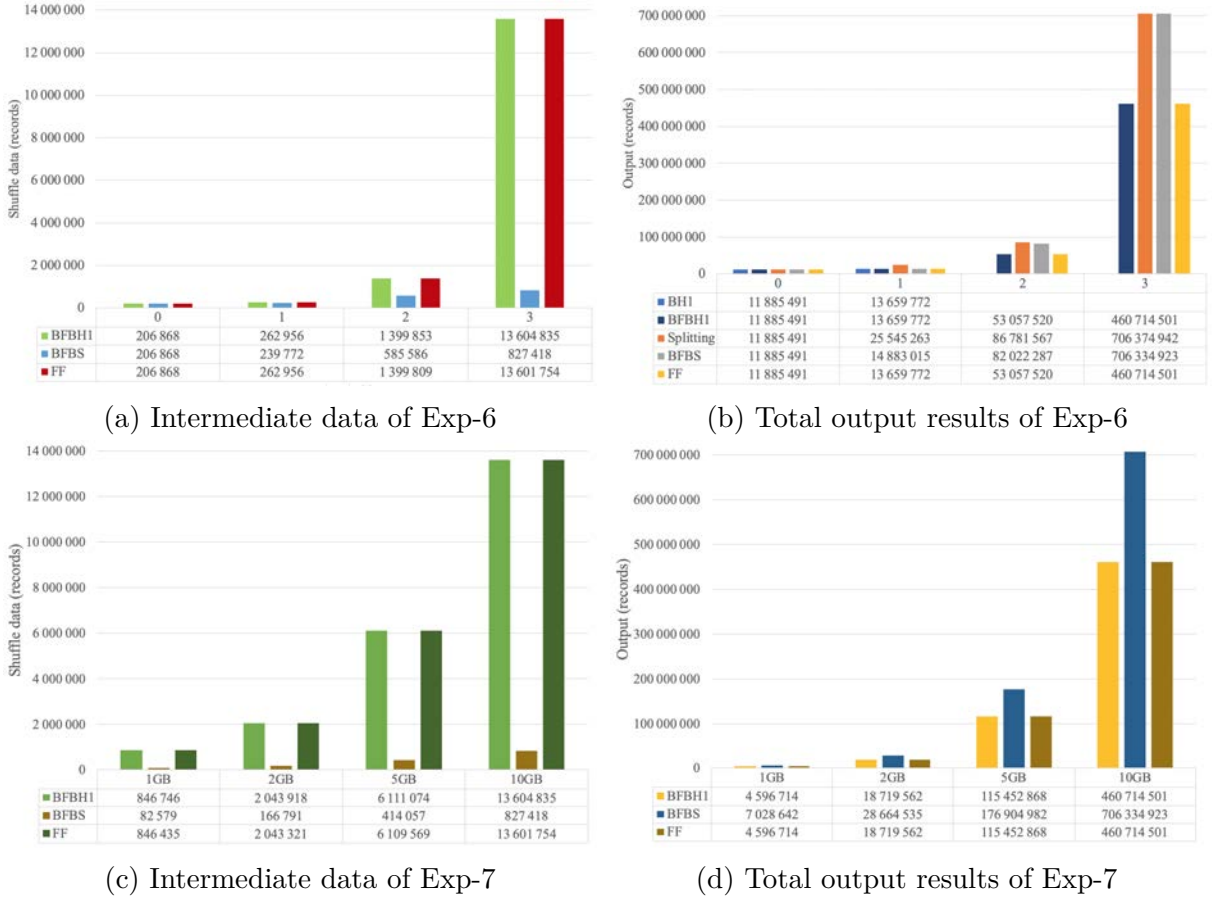 14 000 000
12 000 000
10 000 000
8 000 000
6 000 000
4 000 000
2 000 000
0
Shuffle data (records)
0 1 2 3
BFBH1 206 868 262 956 1 399 853 13 604 835
BFBS 206 868 239 772 585 586 827 418
FF 206 868 262 956 1 399 809 13 601 754
(a) Intermediate data of Exp-6
700 000 000
600 000 000
500 000 000
400 000 000
300 000 000
200 000 000
100 000 000
0
Output (records)
0 1 2 3
BH1 11 885 491 13 659 772
BFBH1 11 885 491 13 659 772 53 057 520 460 714 501
Splitting 11 885 491 25 545 263 86 781 567 706 374 942
BFBS 11 885 491 14 883 015 82 022 287 706 334 923
FF 11 885 491 13 659 772 53 057 520 460 714 501
(b) Total output results of Exp-6
14 000 000
12 000 000
10 000 000
8 000 000
6 000 000
4 000 000
2 000 000
0
Shuffle data (records)
1GB 2GB 5GB 10GB
BFBH1 846 746 2 043 918 6 111 074 13 604 835
BFBS 82 579 166 791 414 057 827 418
FF 846 435 2 043 321 6 109 569 13 601 754
(c) Intermediate data of Exp-7
700 000 000
600 000 000
500 000 000
400 000 000
300 000 000
200 000 000
100 000 000
0
Output (records)
1GB 2GB 5GB 10GB
BFBH1 4 596 714 18 719 562 115 452 868 460 714 501
BFBS 7 028 642 28 664 535 176 904 982 706 334 923
FF 4 596 714 18 719 562 115 452 868 460 714 501
(d) Total output results of Exp-7